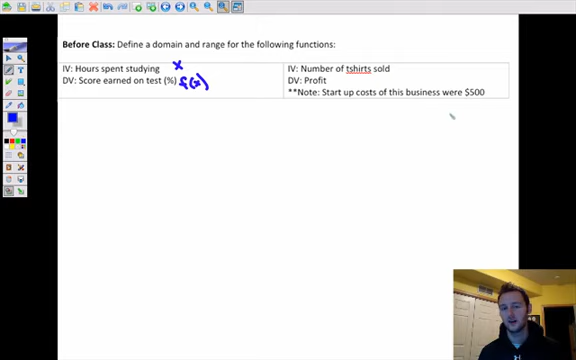 Before Class: Define a domain and range for the following functions:
IV: Hours spent studying x
DV: Score earned on test (%) f(x)
IV: Number of tshirts sold
DV: Profit
**Note: Start up costs of this business were $500